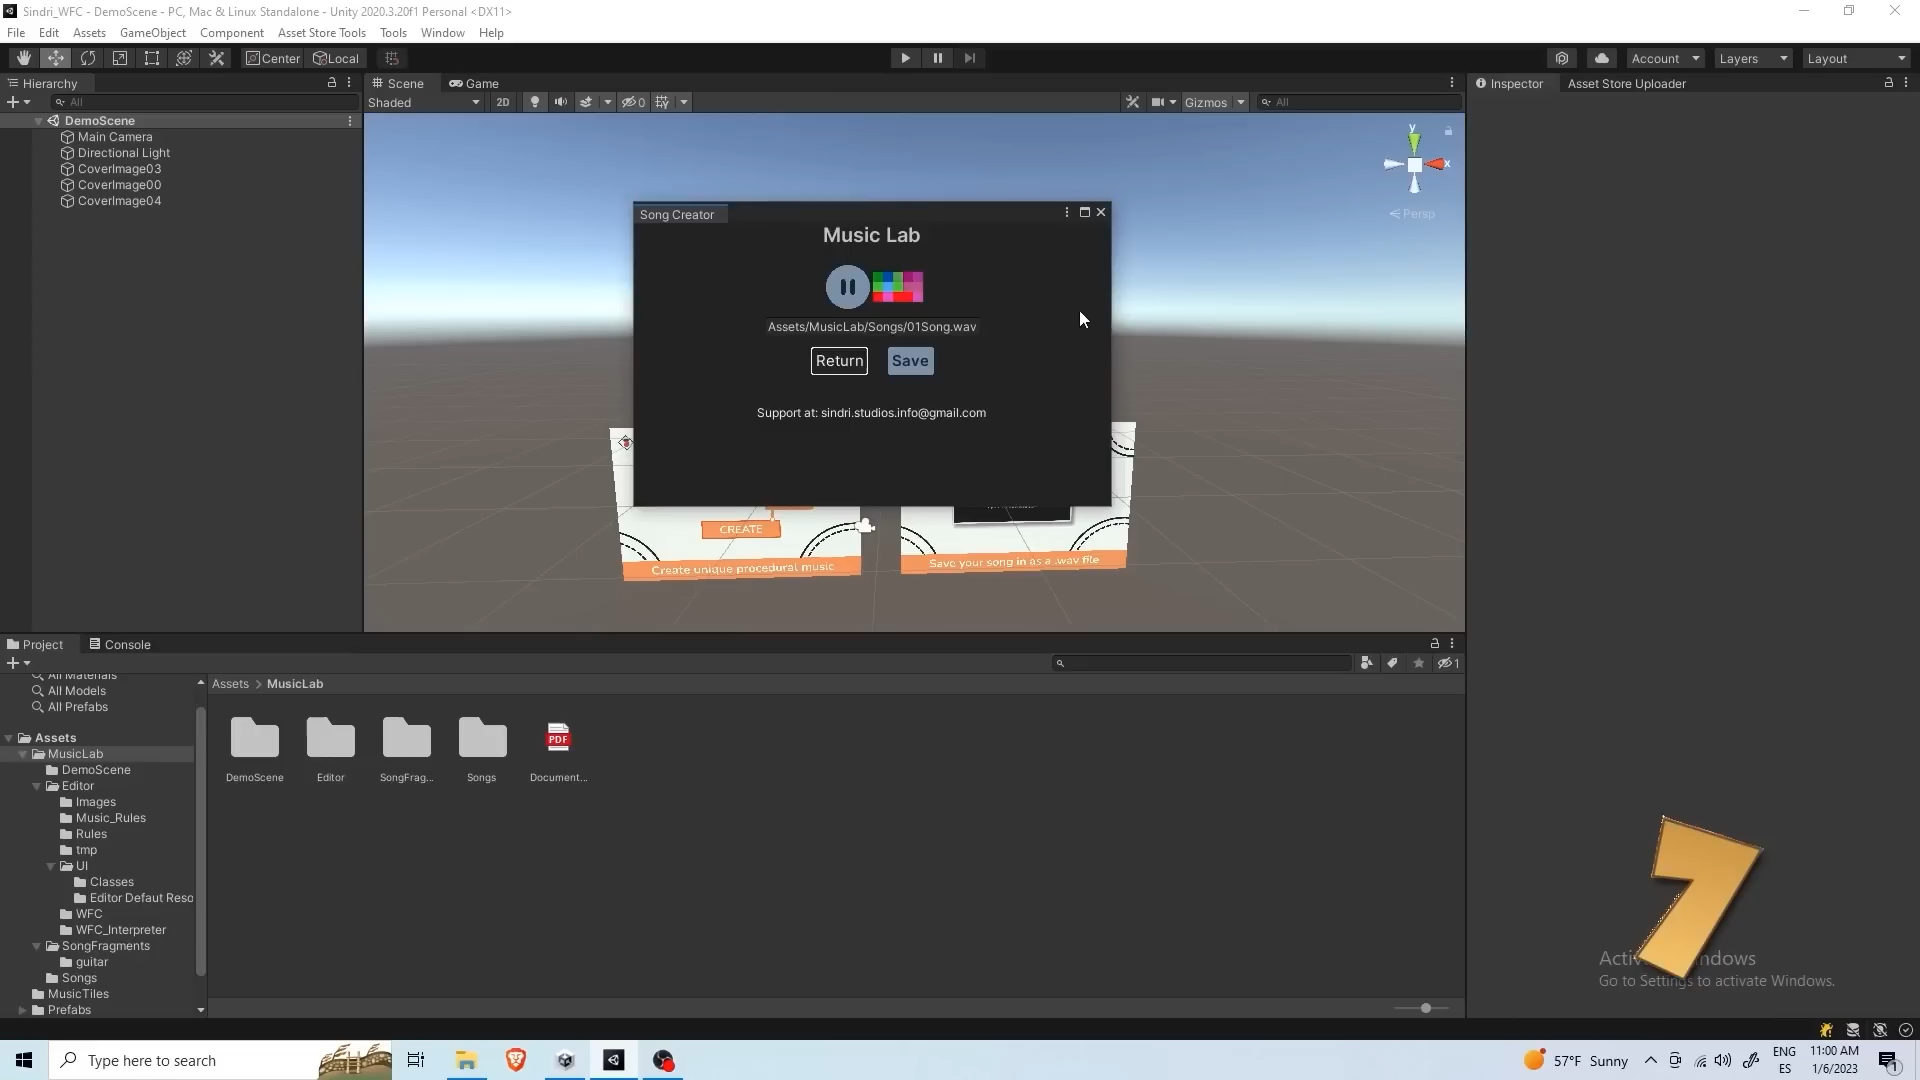 Sindri_WFC - DemoScene - PC, Mac & Linux Standalone - Unity 2020.3.20f1 Personal <DX11>
File Edit Assets GameObject Component Asset Store Tools Tools Window Help
Center Local Account Layers Layout
Hierarchy Scene Game Inspector Asset Store Uploader
All Shaded 2D 0 Gizmos All
DemoScene
Main Camera
Directional Light
CoverImage03
CoverImage00
CoverImage04
y
x
Persp
Song Creator
Music Lab
Assets/MusicLab/Songs/01Song.wav
Return Save
Support at: sindri.studios.info@gmail.com
CREATE
Create unique procedural music
Save your song in as a .wav file
Project Console
1
All Materials
All Models
All Prefabs
Assets
MusicLab
DemoScene
Editor
Images
Music_Rules
Rules
tmp
UI
Classes
Editor Defaut Reso
WFC
WFC_Interpreter
SongFragments
guitar
Songs
MusicTiles
Prefabs
Assets > MusicLab
PDF
DemoScene Editor SongFrag... Songs Document...
7
Activate Windows
Go to Settings to activate Windows.
Type here to search
57°F Sunny
ENG
ES
11:00 AM
1/6/2023
1